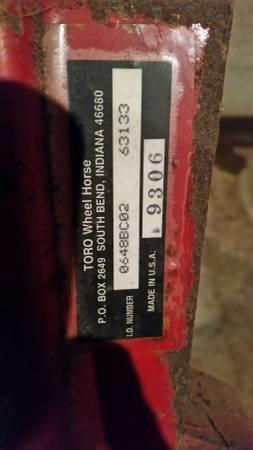 TORO Wheel Horse
P.O. BOX 2649 SOUTH BEND, INDIANA 46680
I.D. NUMBER 0648BC02 63133
MADE IN U.S.A. 9306